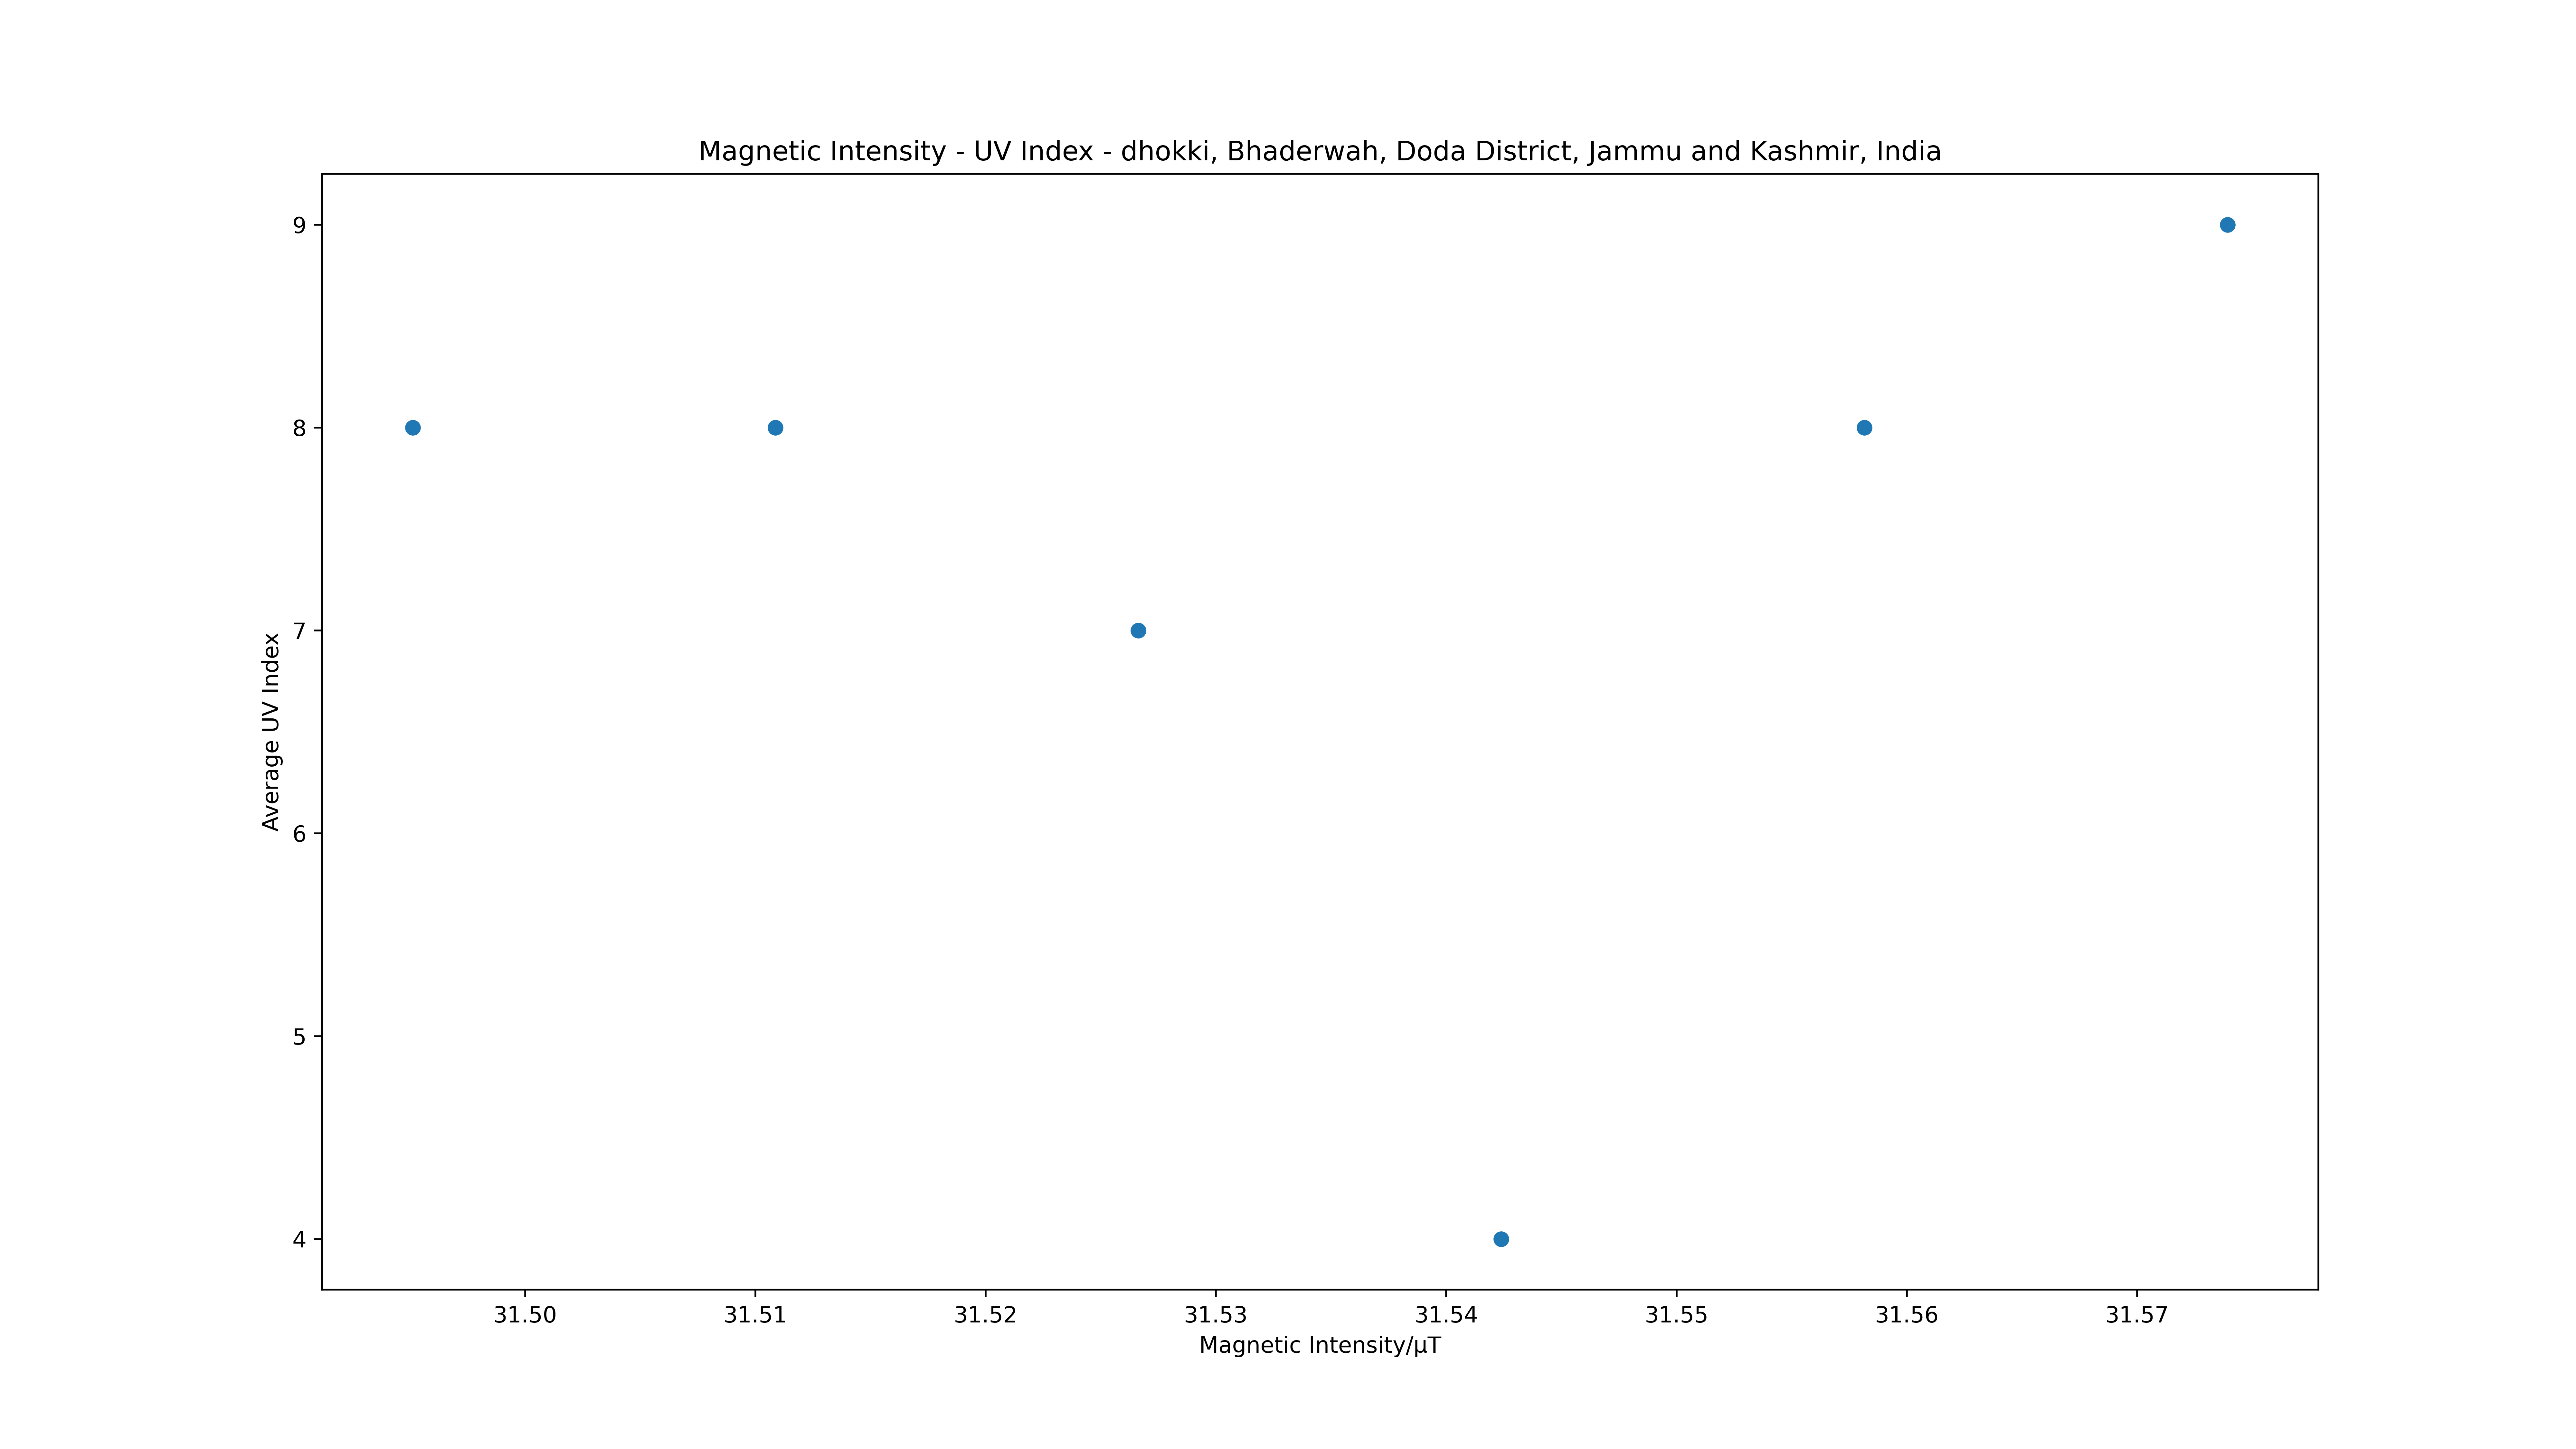 Magnetic Intensity - UV Index - dhokki, Bhaderwah, Doda District, Jammu and Kashmir, India
9
8
7
6
5
4
Average UV Index
31.50 31.51 31.52 31.53 31.54 31.55 31.56 31.57
Magnetic Intensity/μT